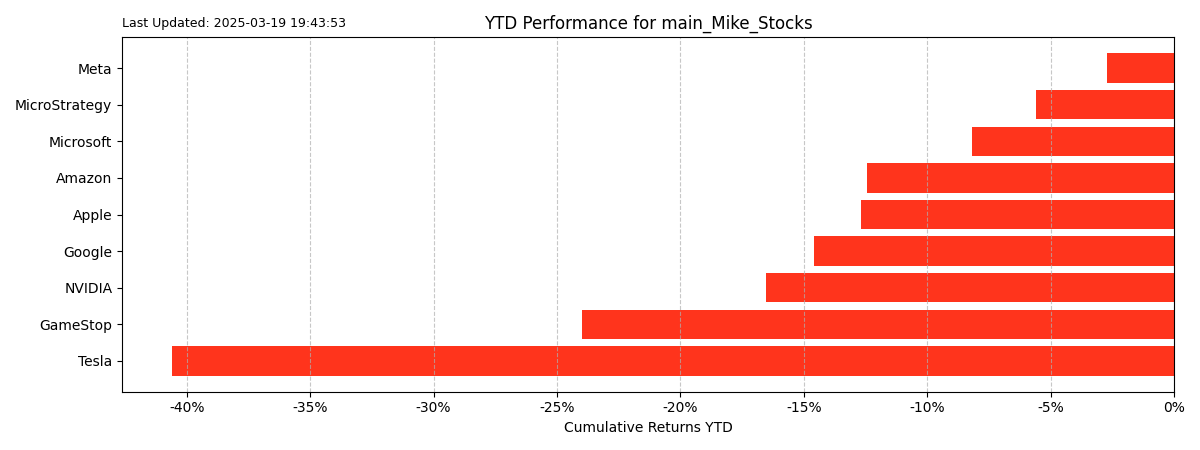 Last Updated: 2025-03-19 19:43:53
YTD Performance for main_Mike_Stocks
Meta
MicroStrategy
Microsoft
Amazon
Apple
Google
NVIDIA
GameStop
Tesla
-40% -35% -30% -25% -20% -15% -10% -5% 0%
Cumulative Returns YTD